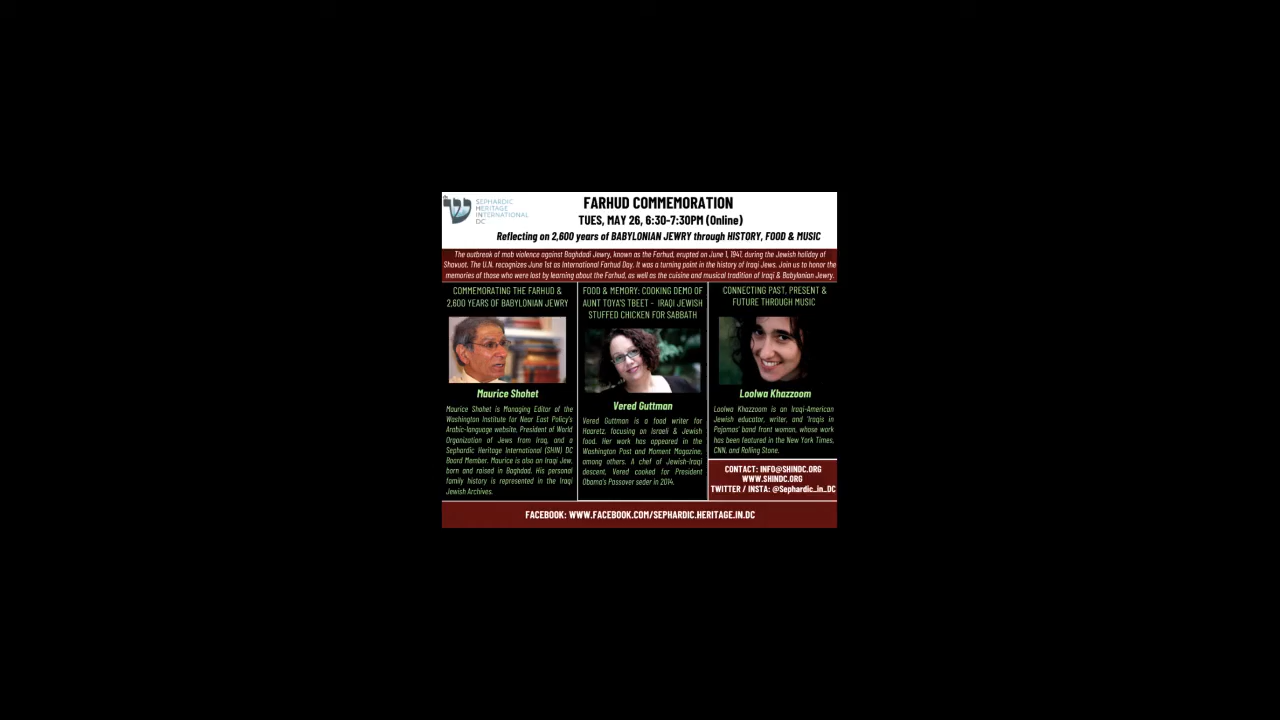 SEPHARDIC
HERITAGE
INTERNATIONAL
DC
FARHUD COMMEMORATION
TUES, MAY 26, 6:30-7:30PM (Online)
Reflecting on 2,600 years of BABYLONIAN JEWRY through HISTORY, FOOD & MUSIC
The outbreak of mob violence against Baghdadi Jewry, known as the Farhud, erupted on June 1, 1941, during the Jewish holiday of
Shavuot. The U.N. recognizes June 1st as International Farhud Day. It was a turning point in the history of Iraqi Jews. Join us to honor the
memories of those who were lost by learning about the Farhud, as well as the cuisine and musical tradition of Iraqi & Babylonian Jewry.
COMMEMORATING THE FARHUD &
2,600 YEARS OF BABYLONIAN JEWRY
Maurice Shohet
Maurice Shohet is Managing Editor of the
Washington Institute for Near East Policy's
Arabic-language website, President of World
Organization of Jews from Iraq, and a
Sephardic Heritage International (SHIN) DC
Board Member. Maurice is also an Iraqi Jew,
born and raised in Baghdad. His personal
family history is represented in the Iraqi
Jewish Archives.
FOOD & MEMORY: COOKING DEMO OF
AUNT TOYA'S TBEET - IRAQI JEWISH
STUFFED CHICKEN FOR SABBATH
Vered Guttman
Vered Guttman is a food writer for
Haaretz, focusing on Israeli & Jewish
food. Her work has appeared in the
Washington Post and Moment Magazine,
among others. A chef of Jewish-Iraqi
descent, Vered cooked for President
Obama's Passover seder in 2014.
CONNECTING PAST, PRESENT &
FUTURE THROUGH MUSIC
Loolwa Khazzoom
Loolwa Khazzoom is an Iraqi-American
Jewish educator, writer, and 'Iraqis in
Pajamas' band front woman, whose work
has been featured in the New York Times,
CNN, and Rolling Stone.
CONTACT: INFO@SHINDC.ORG
WWW.SHINDC.ORG
TWITTER / INSTA: @Sephardic_in_DC
FACEBOOK: WWW.FACEBOOK.COM/SEPHARDIC.HERITAGE.IN.DC